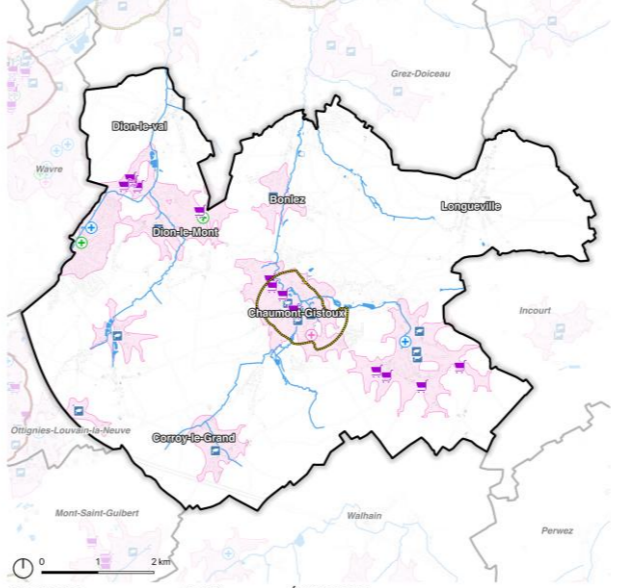 Grez-Doiceau
Dion-le-val
Wavre
Bonlez
Longueville
Dion-le-Mont
Chaumont-Gistoux
Incourt
Ottignies-Louvain-la-Neuve
Corroy-le-Grand
Mont-Saint-Guibert
Walhain
Perwez
0 1 2 km